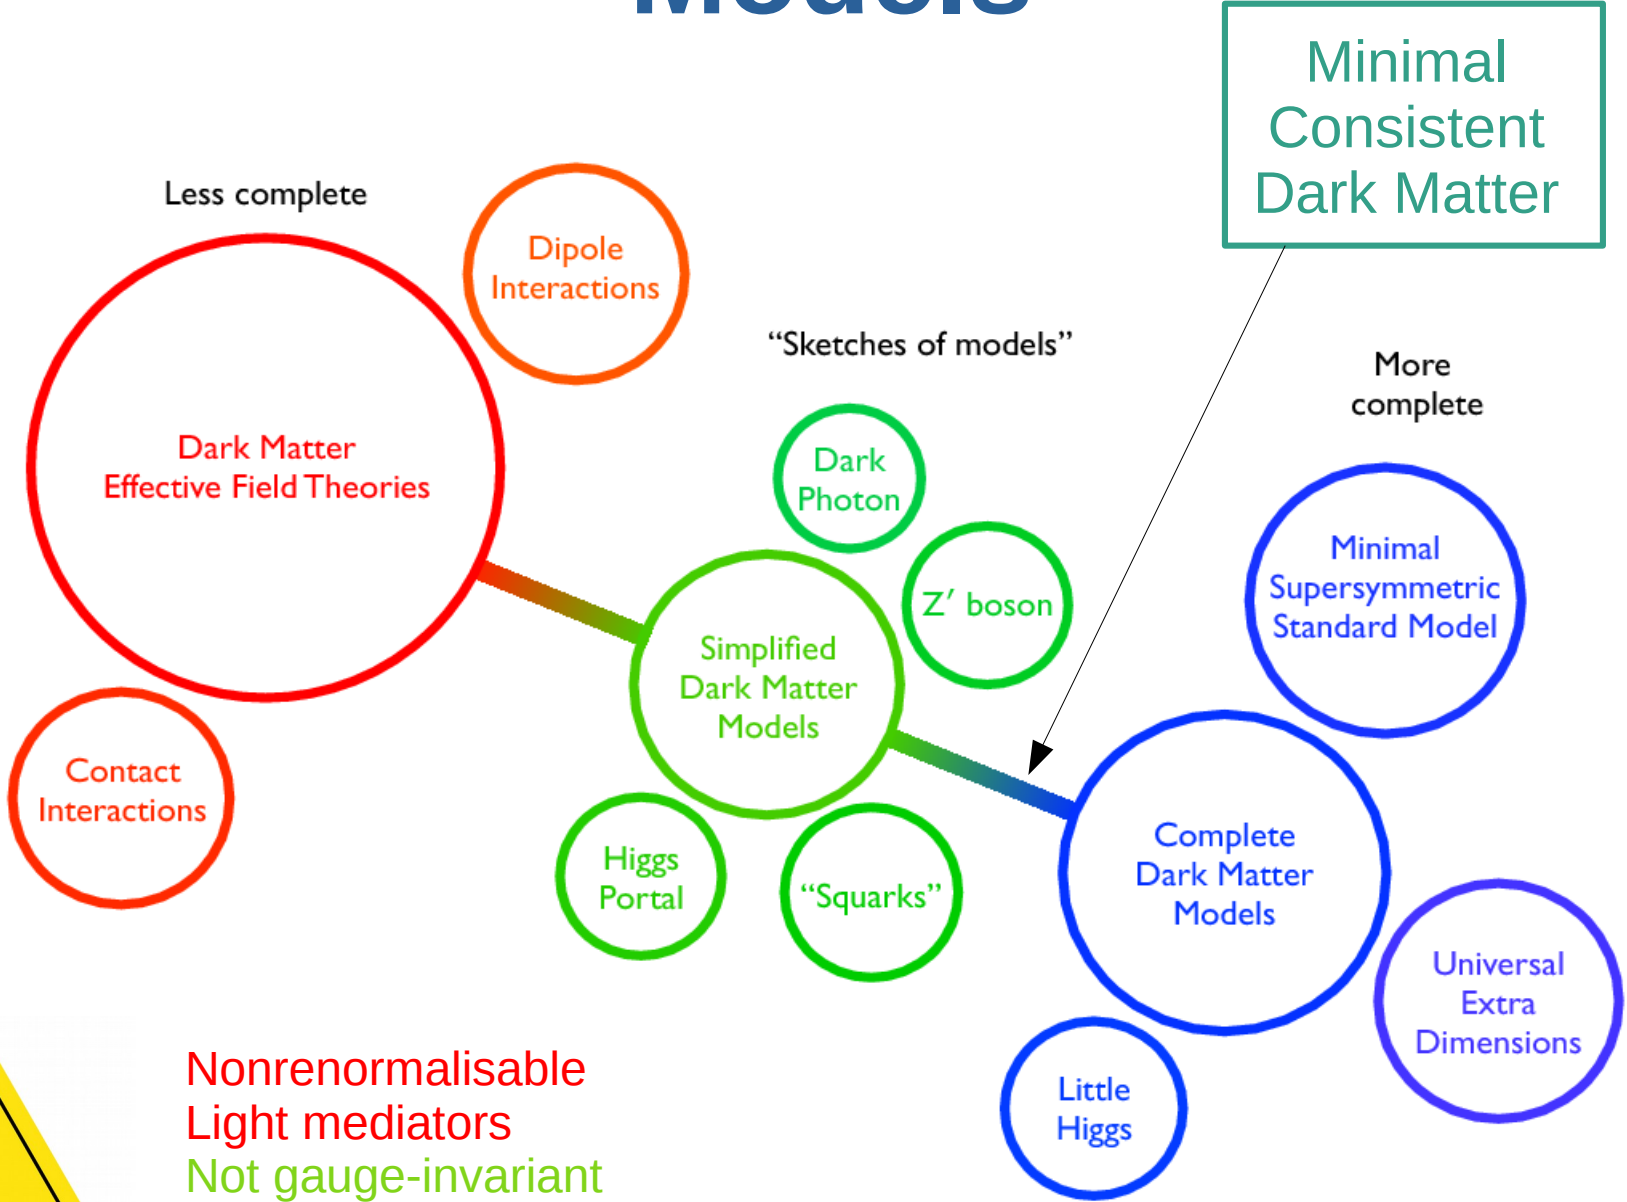 Models
Minimal
Consistent
Dark Matter
Less complete
Dipole
Interactions
“Sketches of models”
More
complete
Dark Matter
Effective Field Theories
Dark
Photon
Z′ boson
Minimal
Supersymmetric
Standard Model
Simplified
Dark Matter
Models
Contact
Interactions
Higgs
Portal
“Squarks”
Complete
Dark Matter
Models
Universal
Extra
Dimensions
Little
Higgs
Nonrenormalisable
Light mediators
Not gauge-invariant